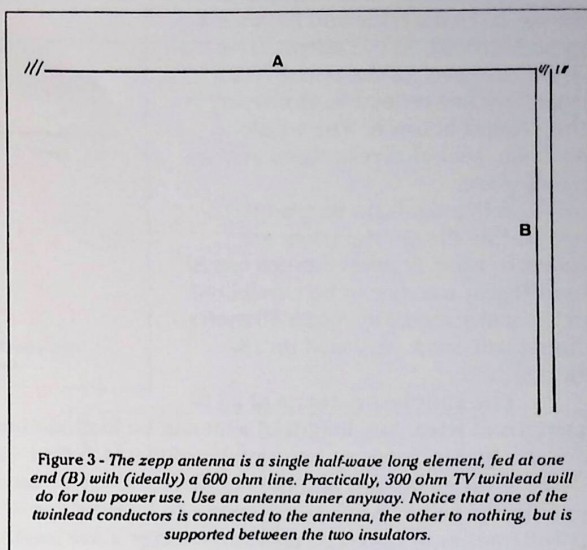 A
B
Figure 3 - The zepp antenna is a single half-wave long element, fed at one
end (B) with (ideally) a 600 ohm line. Practically, 300 ohm TV twinlead will
do for low power use. Use an antenna tuner anyway. Notice that one of the
twinlead conductors is connected to the antenna, the other to nothing, but is
supported between the two insulators.